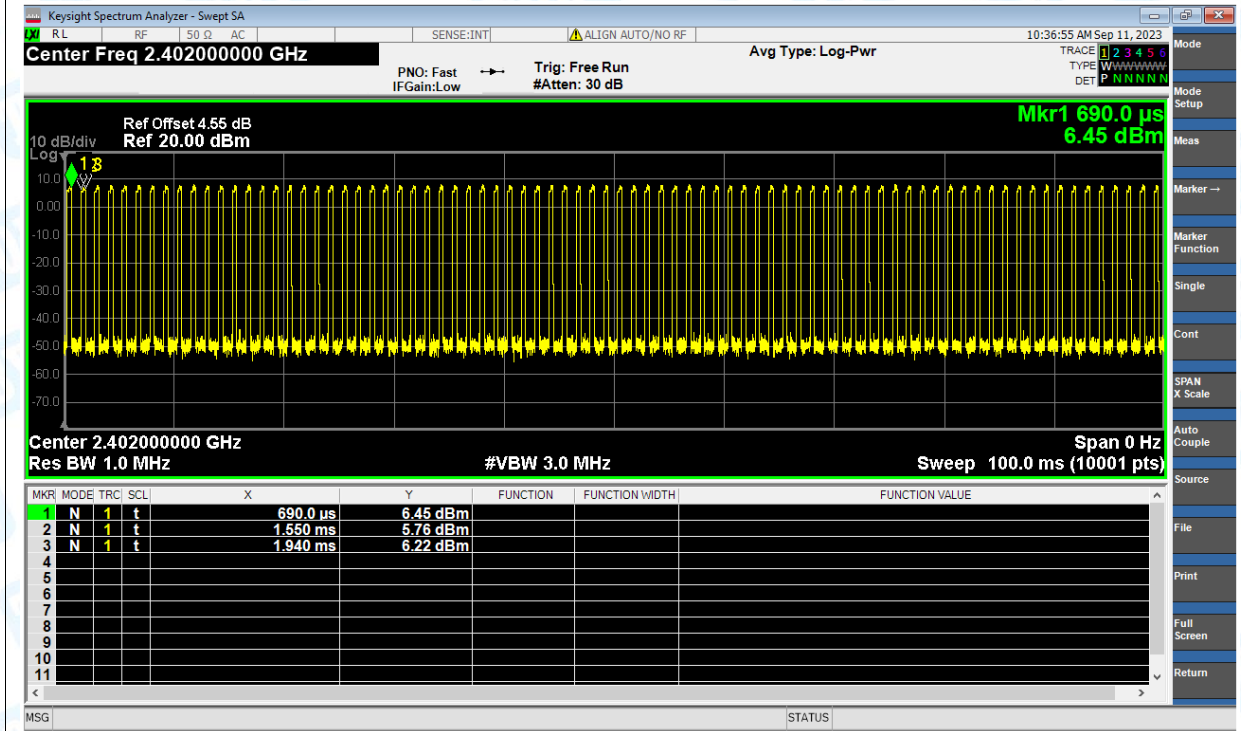 Keysight Spectrum Analyzer - Swept SA
LXI RL RF 50 Ω AC SENSE:INT ALIGN AUTO/NO RF 10:36:55 AM Sep 11, 2023
Center Freq 2.402000000 GHz Avg Type: Log-Pwr TRACE 1 2 3 4 5 6
PNO: Fast Trig: Free Run TYPE WWWWWW
IFGain:Low #Atten: 30 dB DET P N N N N N
Ref Offset 4.55 dB Mkr1 690.0 µs
10 dB/div Ref 20.00 dBm 6.45 dBm
Log
10.0
0.00
-10.0
-20.0
-30.0
-40.0
-50.0
-60.0
-70.0
Center 2.402000000 GHz Span 0 Hz
Res BW 1.0 MHz #VBW 3.0 MHz Sweep 100.0 ms (10001 pts)
MKR MODE TRC SCL X Y FUNCTION FUNCTION WIDTH FUNCTION VALUE
1 N 1 t 690.0 µs 6.45 dBm
2 N 1 t 1.550 ms 5.76 dBm
3 N 1 t 1.940 ms 6.22 dBm
4
5
6
7
8
9
10
11
MSG STATUS
Mode
Mode
Setup
Meas
Marker →
Marker
Function
Single
Cont
SPAN
X Scale
Auto
Couple
Source
File
Print
Full
Screen
Return